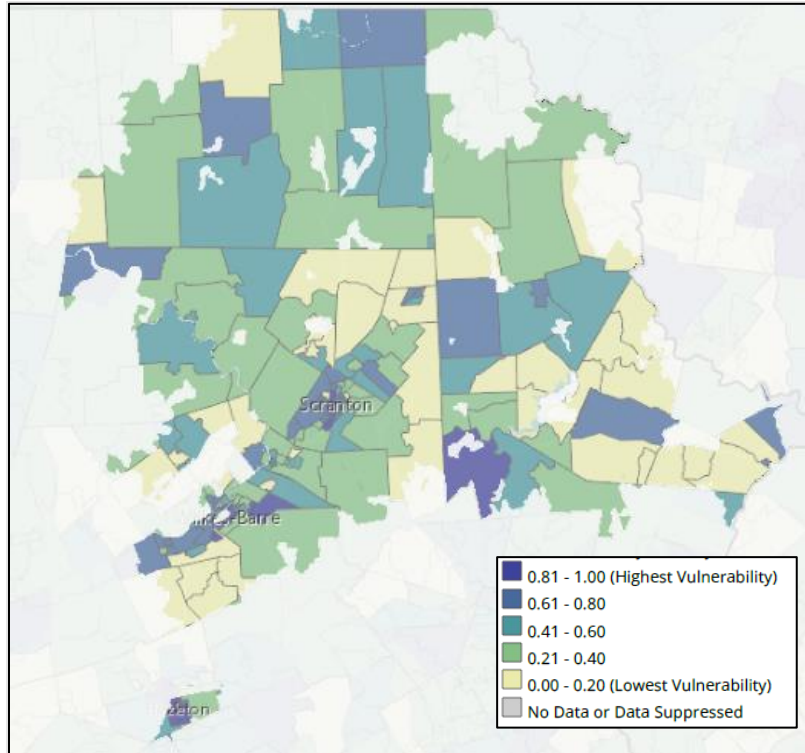 Scranton
-Barre
0.81 - 1.00 (Highest Vulnerability)
0.61 - 0.80
0.41 - 0.60
0.21 - 0.40
0.00 - 0.20 (Lowest Vulnerability)
No Data or Data Suppressed